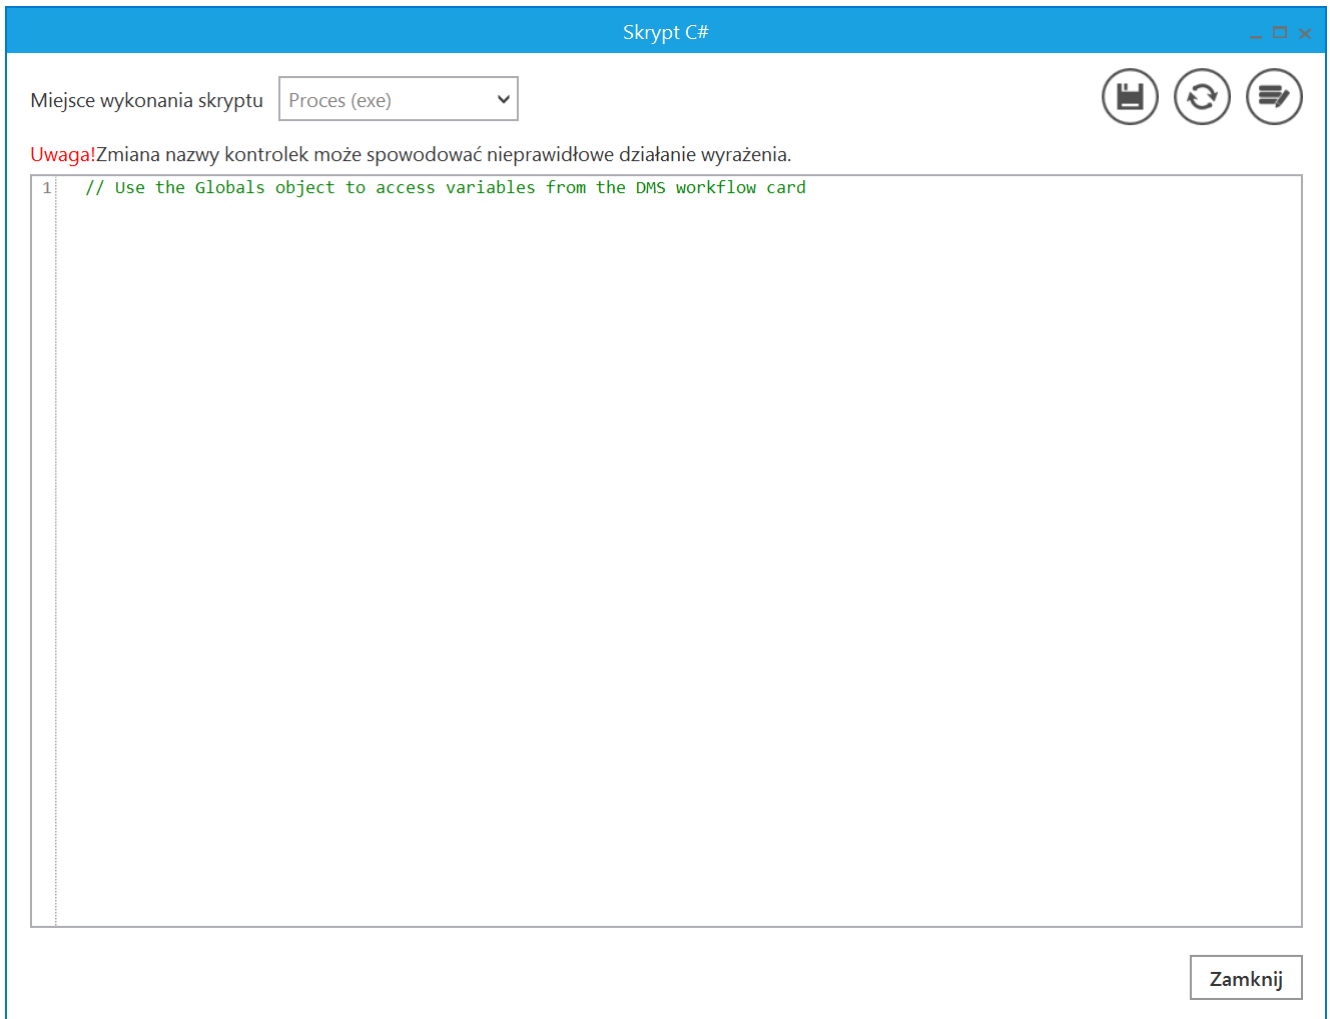 Skrypt C#
Miejsce wykonania skryptu Proces (exe)
Uwaga!Zmiana nazwy kontrolek może spowodować nieprawidłowe działanie wyrażenia.
1 // Use the Globals object to access variables from the DMS workflow card
Zamknij